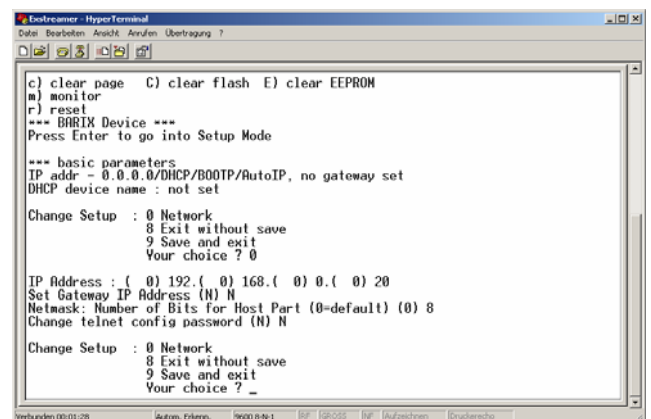 Exstreamer - HyperTerminal
Datei Bearbeiten Ansicht Anrufen Übertragung ?
c) clear page C) clear flash E) clear EEPROM
m) monitor
r) reset
*** BARIX Device ***
Press Enter to go into Setup Mode
*** basic parameters
IP addr - 0.0.0.0/DHCP/BOOTP/AutoIP, no gateway set
DHCP device name : not set
Change Setup : 0 Network
8 Exit without save
9 Save and exit
Your choice ? 0
IP Address : ( 0) 192.( 0) 168.( 0) 0.( 0) 20
Set Gateway IP Address (N) N
Netmask: Number of Bits for Host Part (0=default) (0) 8
Change telnet config password (N) N
Change Setup : 0 Network
8 Exit without save
9 Save and exit
Your choice ? _
Verbunden 00:01:28 Autom. Erkenn. 9600 8-N-1 RF GROSS NF Aufzeichnen Druckerecho